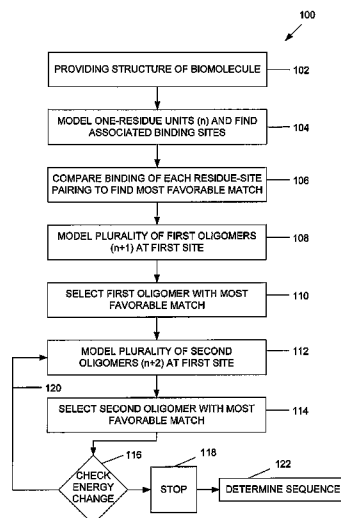 100
PROVIDING STRUCTURE OF BIOMOLECULE
102
MODEL ONE-RESIDUE UNITS (n) AND FIND
ASSOCIATED BINDING SITES
104
COMPARE BINDING OF EACH RESIDUE-SITE
PAIRING TO FIND MOST FAVORABLE MATCH
106
MODEL PLURALITY OF FIRST OLIGOMERS
(n+1) AT FIRST SITE
108
SELECT FIRST OLIGOMER WITH MOST
FAVORABLE MATCH
110
MODEL PLURALITY OF SECOND
OLIGOMERS (n+2) AT FIRST SITE
112
120
SELECT SECOND OLIGOMER WITH MOST
FAVORABLE MATCH
114
116
CHECK
ENERGY
CHANGE
118
STOP
122
DETERMINE SEQUENCE